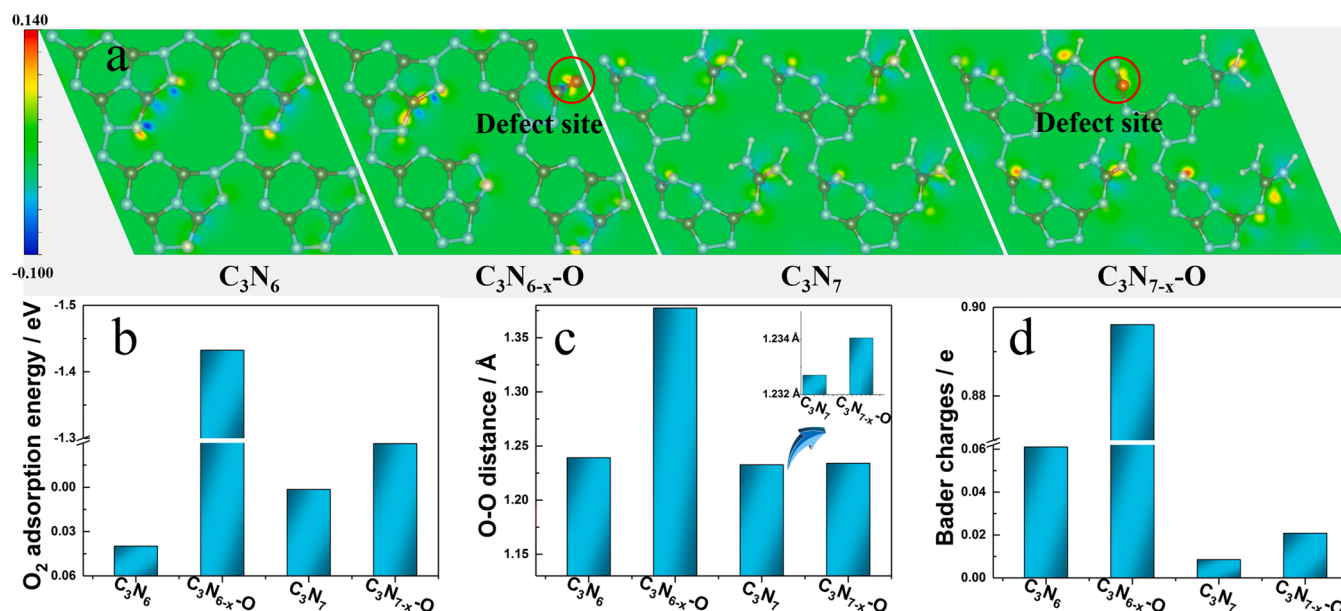 0.140
a
Defect site
Defect site
-0.100
C₃N₆
C₃N₆₋ₓ-O
C₃N₇
C₃N₇₋ₓ-O
b
O₂ adsorption energy / eV
-1.5
-1.4
-1.3
0.00
0.03
0.06
C₃N₆
C₃N₆₋ₓ-O
C₃N₇
C₃N₇₋ₓ-O
c
O-O distance / Å
1.35
1.30
1.25
1.20
1.15
C₃N₆
C₃N₆₋ₓ-O
C₃N₇
C₃N₇₋ₓ-O
1.234 Å
1.232 Å
C₃N₇
C₃N₇₋ₓ-O
d
Bader charges / e
0.90
0.88
0.06
0.04
0.02
0.00
C₃N₆
C₃N₆₋ₓ-O
C₃N₇
C₃N₇₋ₓ-O